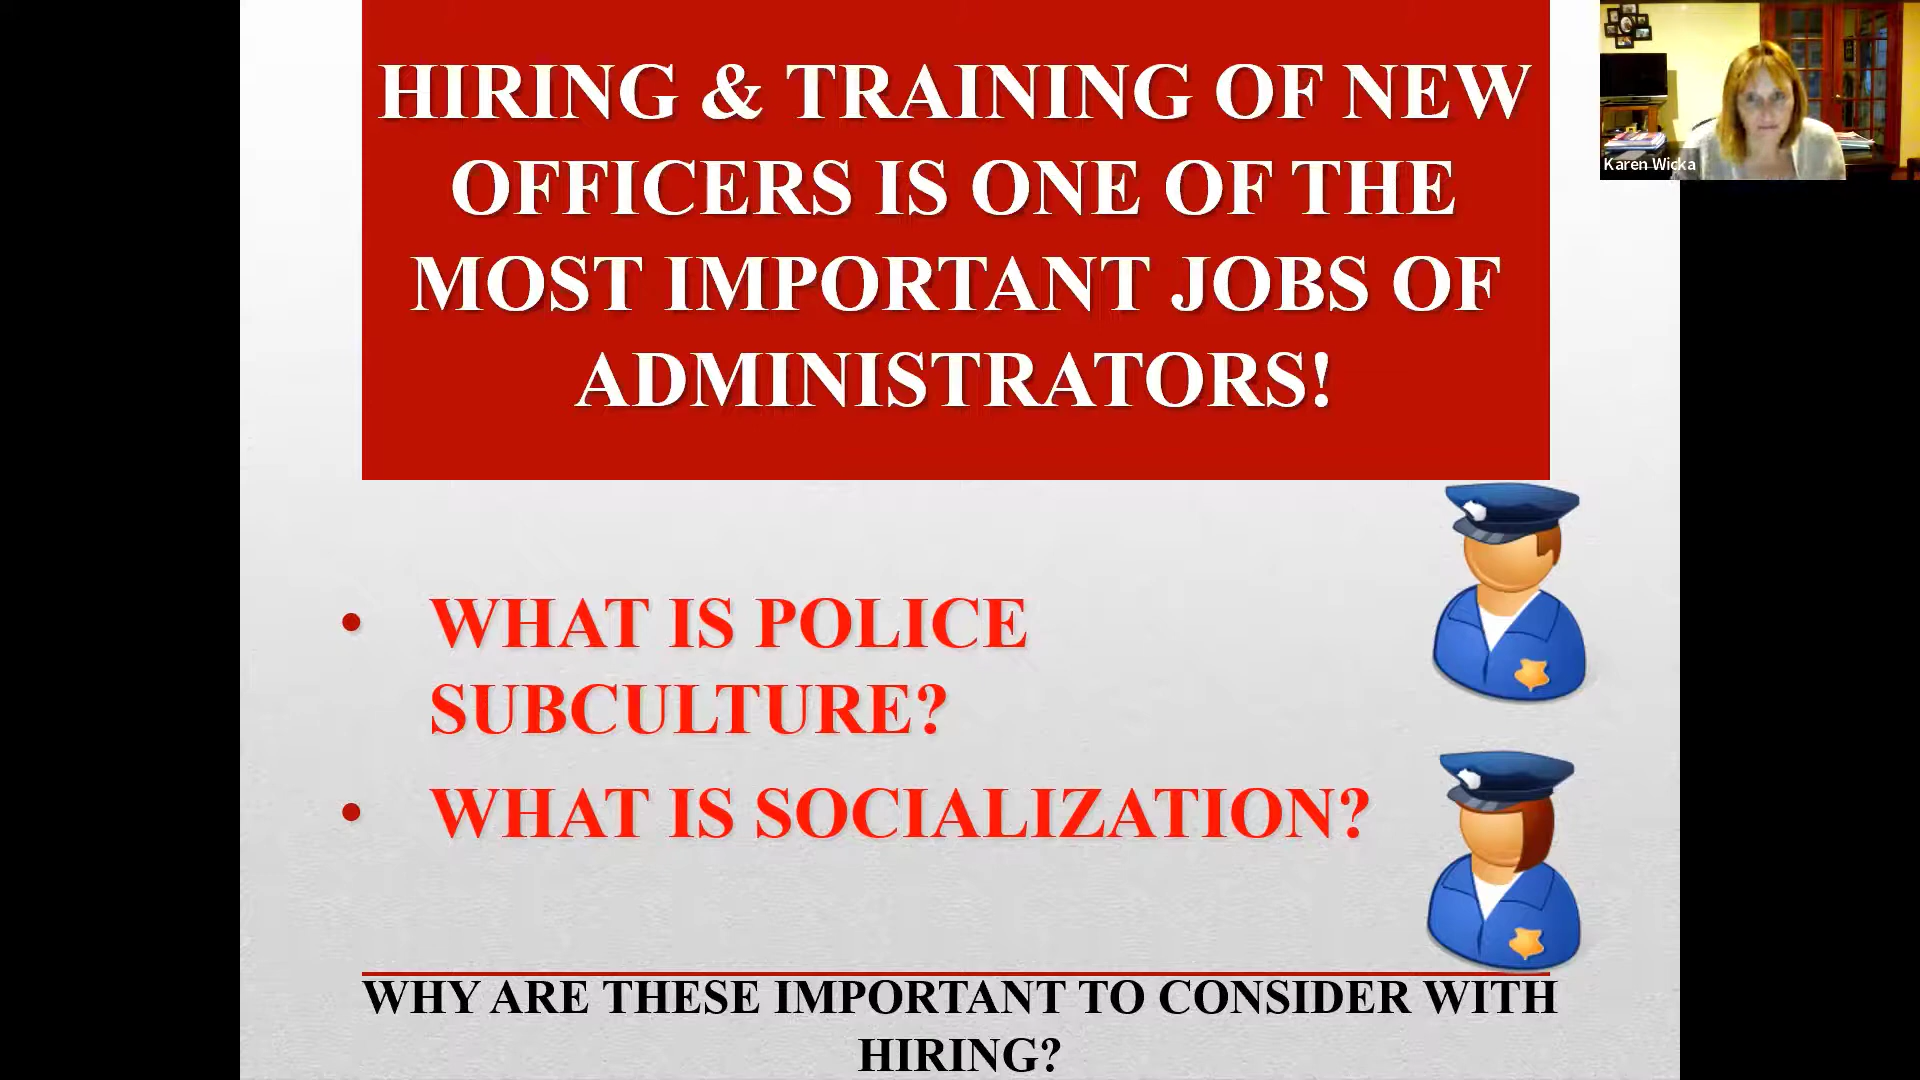 HIRING & TRAINING OF NEW
OFFICERS IS ONE OF THE
MOST IMPORTANT JOBS OF
ADMINISTRATORS!
Karen Wicka
• WHAT IS POLICE
SUBCULTURE?
• WHAT IS SOCIALIZATION?
WHY ARE THESE IMPORTANT TO CONSIDER WITH
HIRING?